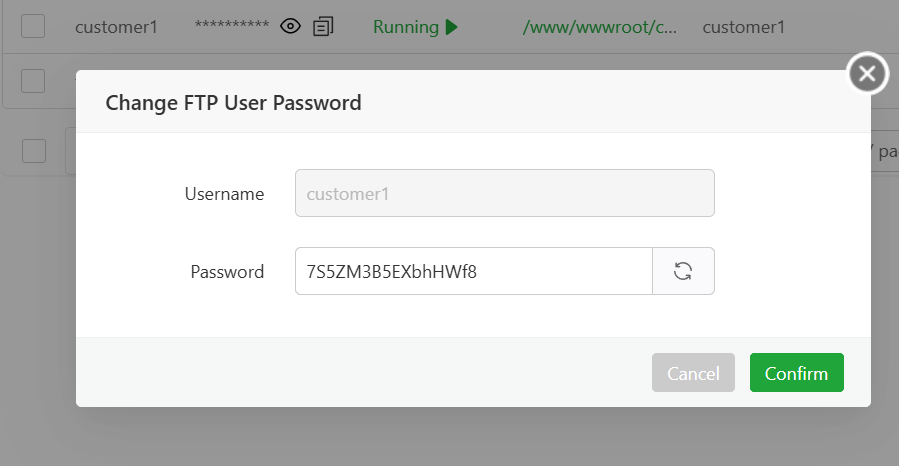 customer1 ********** Running /www/wwwroot/c... customer1
Change FTP User Password
/ pa
Username customer1
Password 7S5ZM3B5EXbhHWf8
Cancel Confirm